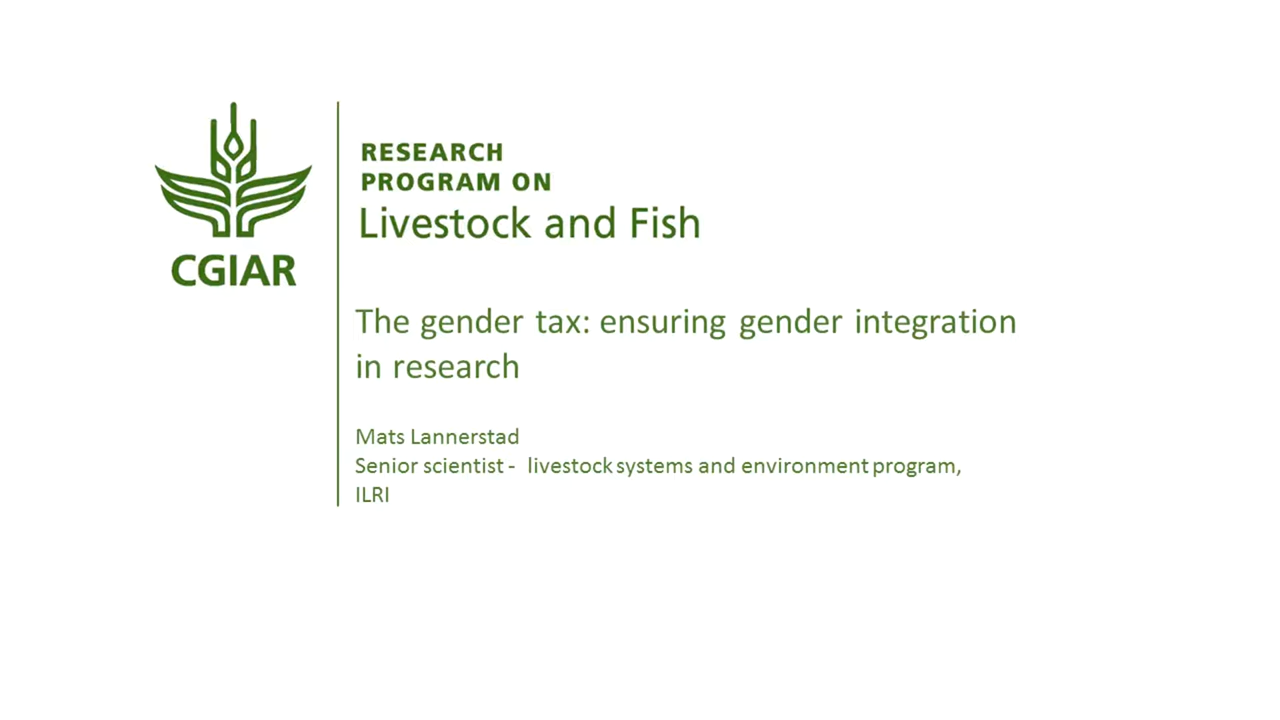 RESEARCH
PROGRAM ON
Livestock and Fish
CGIAR
The gender tax: ensuring gender integration
in research
Mats Lannerstad
Senior scientist - livestock systems and environment program,
ILRI